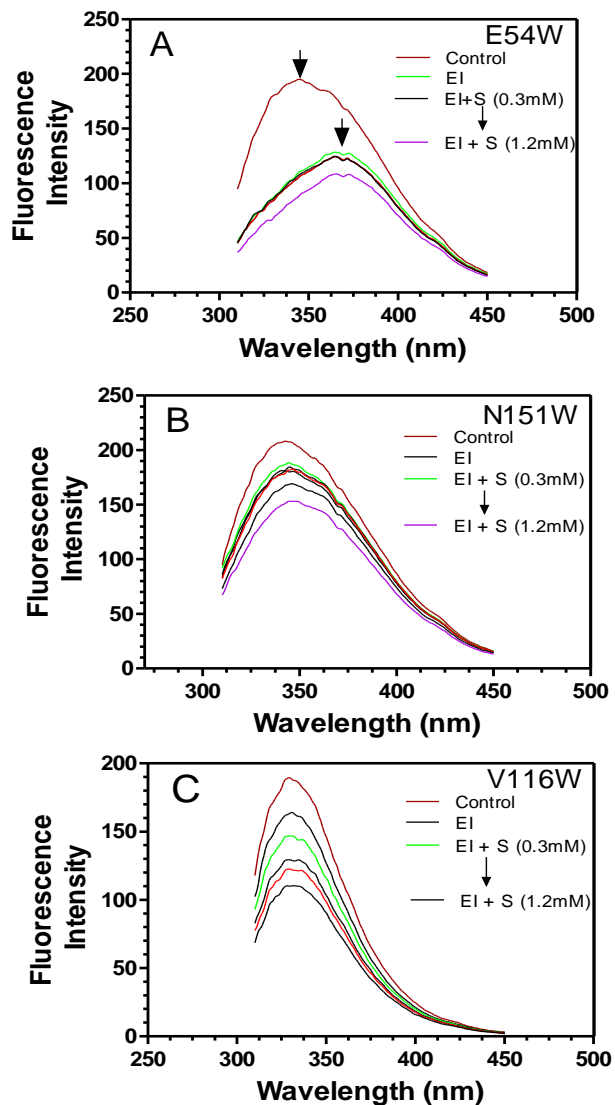 A
E54W
Control
EI
EI+S (0.3mM)
EI + S (1.2mM)
250
200
150
100
50
0
250 300 350 400 450 500
Fluorescence
Intensity
Wavelength (nm)
B
N151W
Control
EI
EI + S (0.3mM)
EI + S (1.2mM)
250
200
150
100
50
0
300 350 400 450 500
Fluorescence
Intensity
Wavelength (nm)
C
V116W
Control
EI
EI + S (0.3mM)
EI + S (1.2mM)
200
150
100
50
0
250 300 350 400 450 500
Fluorescence
Intensity
Wavelength (nm)